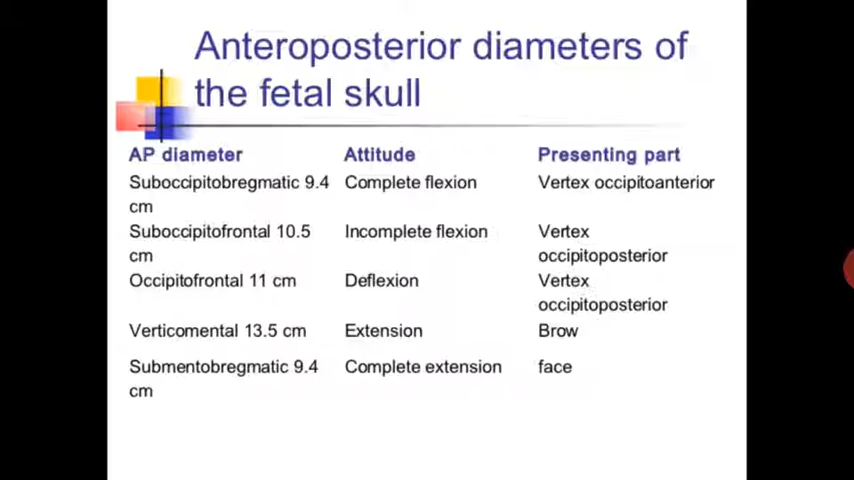 Anteroposterior diameters of
the fetal skull
AP diameter Attitude Presenting part
Suboccipitobregmatic 9.4 Complete flexion Vertex occipitoanterior
cm
Suboccipitofrontal 10.5 Incomplete flexion Vertex
cm occipitoposterior
Occipitofrontal 11 cm Deflexion Vertex
occipitoposterior
Verticomental 13.5 cm Extension Brow
Submentobregmatic 9.4 Complete extension face
cm